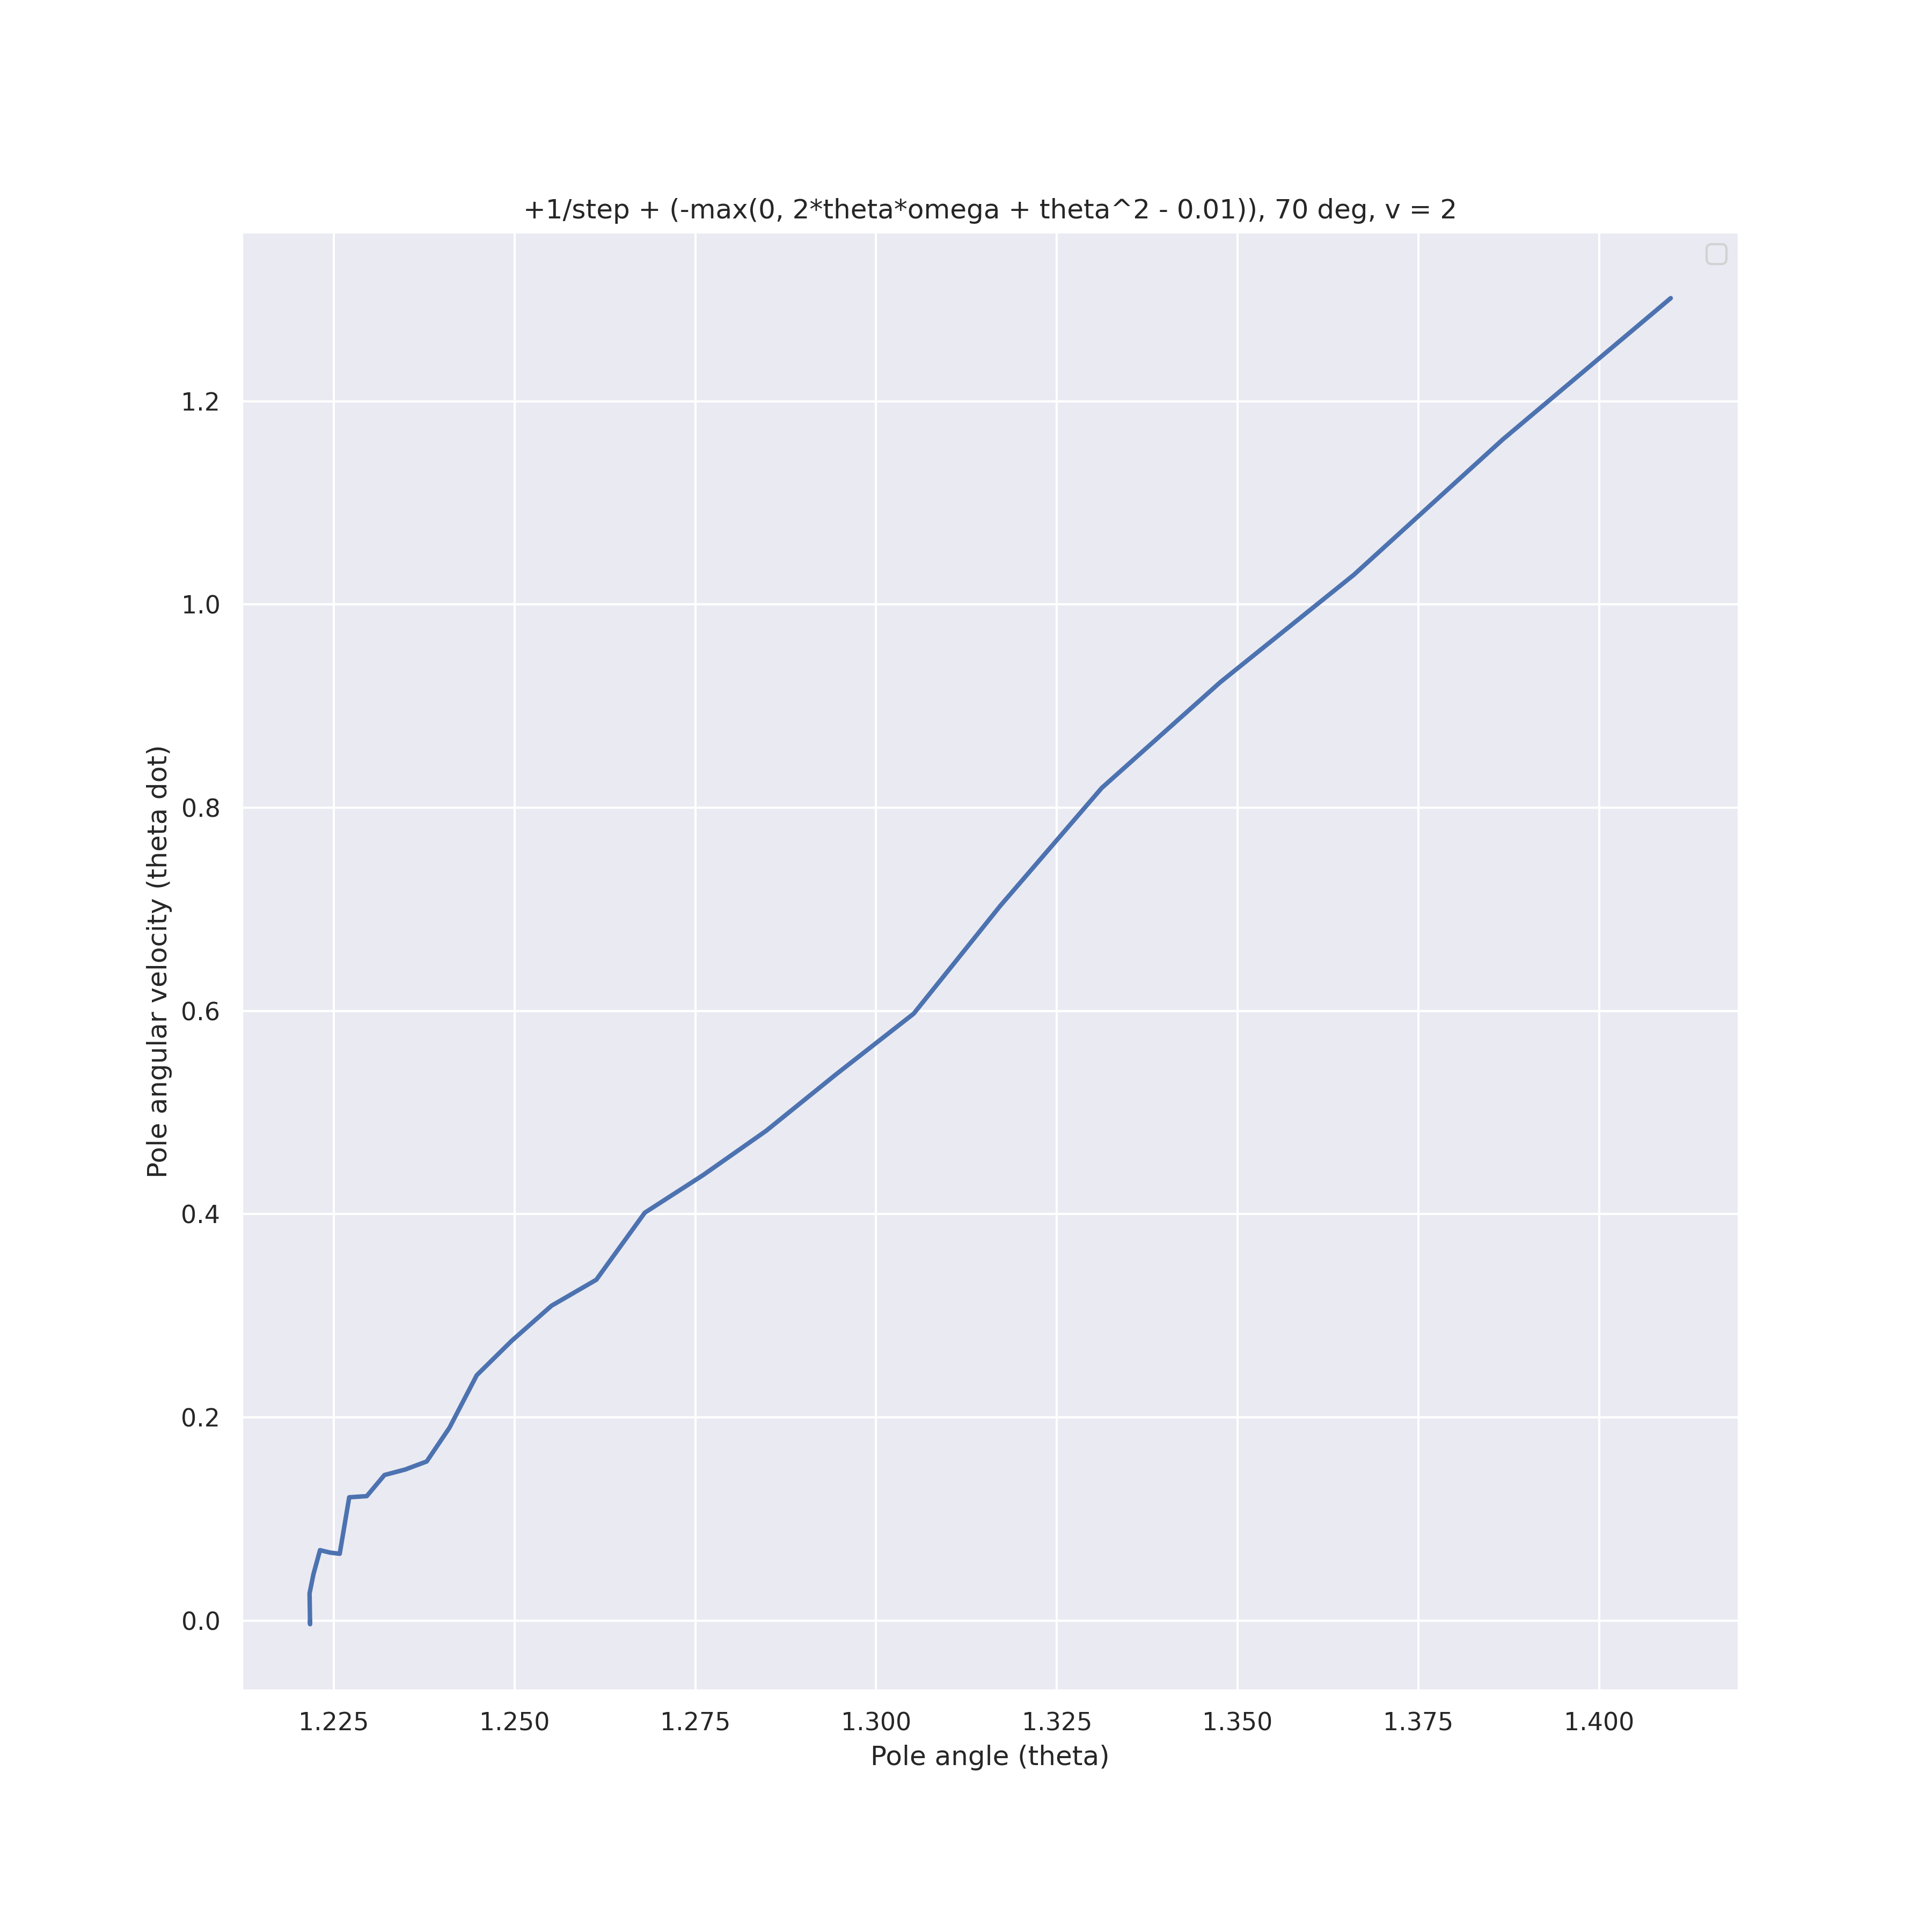 +1/step + (-max(0, 2*theta*omega + theta^2 - 0.01)), 70 deg, v = 2
1.2
1.0
0.8
0.6
0.4
0.2
0.0
Pole angular velocity (theta dot)
1.225 1.250 1.275 1.300 1.325 1.350 1.375 1.400
Pole angle (theta)